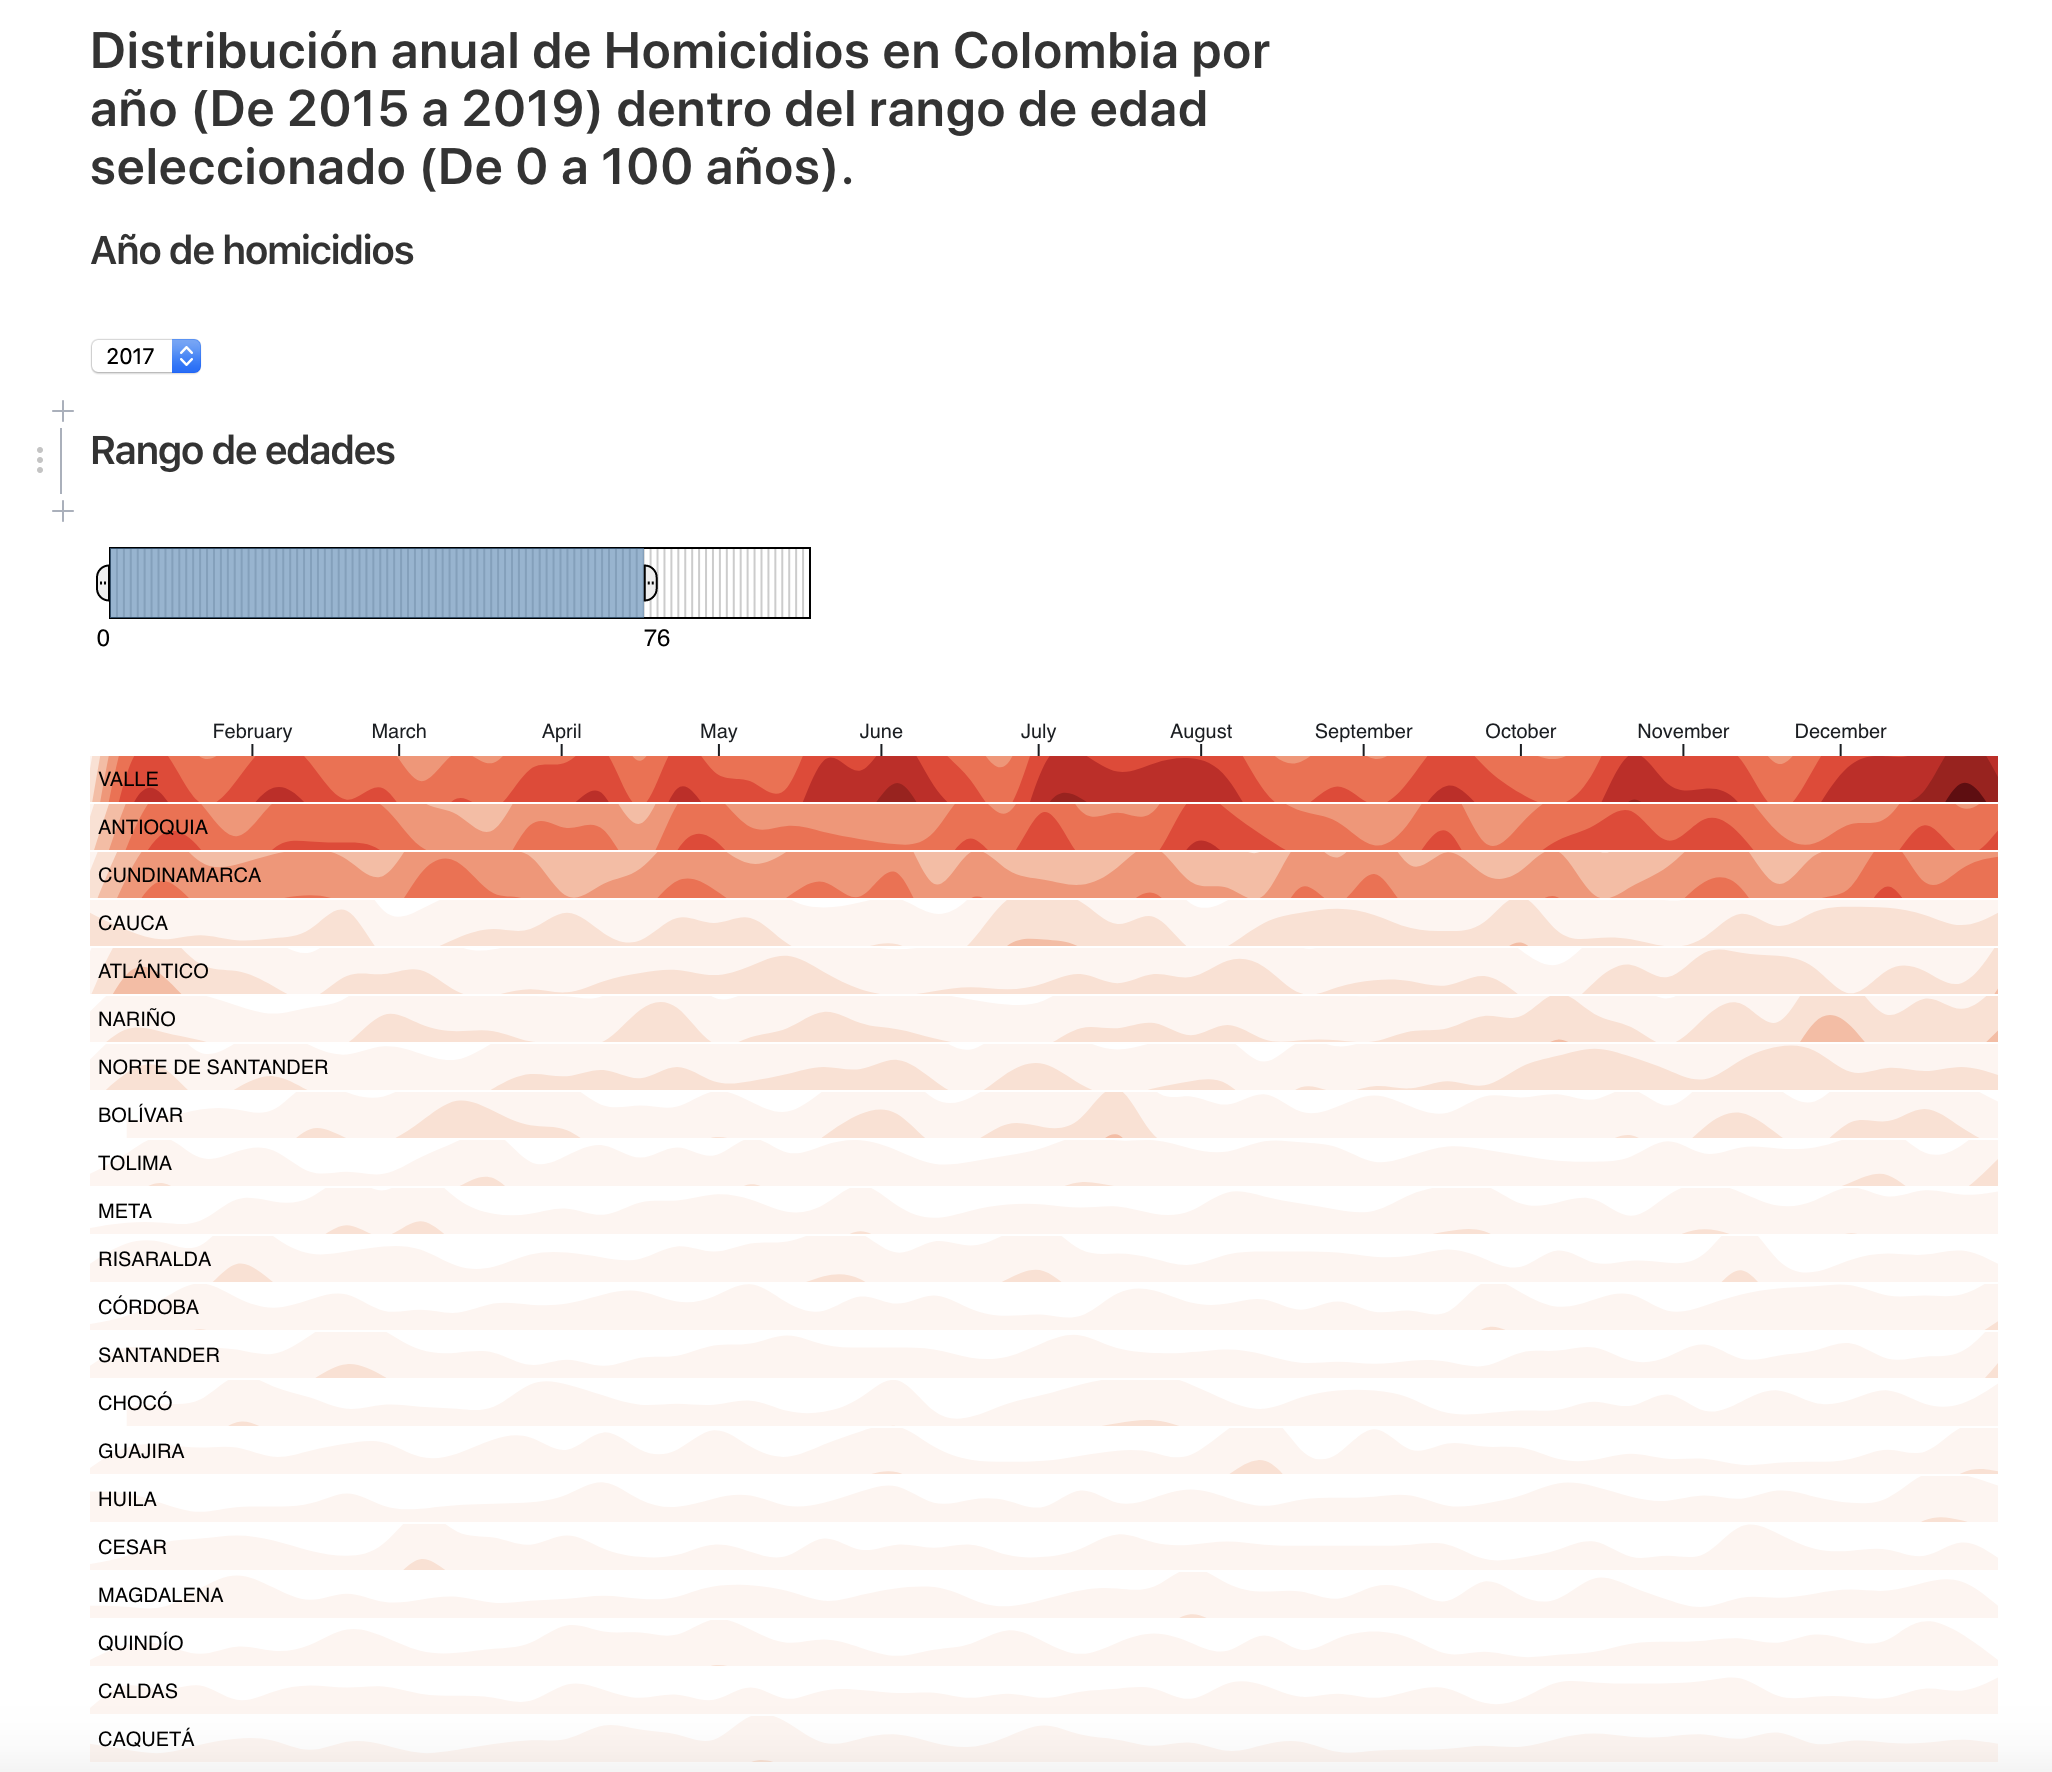 Distribución anual de Homicidios en Colombia por
año (De 2015 a 2019) dentro del rango de edad
seleccionado (De 0 a 100 años).
Año de homicidios
2017
Rango de edades
0 76
February March April May June July August September October November December
VALLE
ANTIOQUIA
CUNDINAMARCA
CAUCA
ATLÁNTICO
NARIÑO
NORTE DE SANTANDER
BOLÍVAR
TOLIMA
META
RISARALDA
CÓRDOBA
SANTANDER
CHOCÓ
GUAJIRA
HUILA
CESAR
MAGDALENA
QUINDÍO
CALDAS
CAQUETÁ